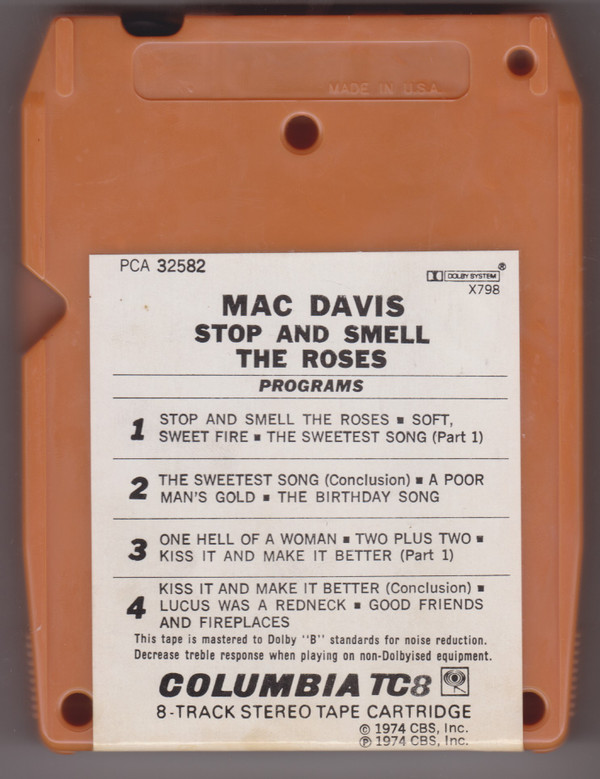 MADE IN U.S.A.
PCA 32582
DOLBY SYSTEM ®
X798
MAC DAVIS
STOP AND SMELL
THE ROSES
PROGRAMS
1 STOP AND SMELL THE ROSES ▪ SOFT,
SWEET FIRE ▪ THE SWEETEST SONG (Part 1)
2 THE SWEETEST SONG (Conclusion) ▪ A POOR
MAN'S GOLD ▪ THE BIRTHDAY SONG
3 ONE HELL OF A WOMAN ▪ TWO PLUS TWO ▪
KISS IT AND MAKE IT BETTER (Part 1)
4 KISS IT AND MAKE IT BETTER (Conclusion) ▪
LUCUS WAS A REDNECK ▪ GOOD FRIENDS
AND FIREPLACES
This tape is mastered to Dolby "B" standards for noise reduction.
Decrease treble response when playing on non-Dolbyised equipment.
COLUMBIA TC8
8-TRACK STEREO TAPE CARTRIDGE
© 1974 CBS, Inc.
℗ 1974 CBS, Inc.